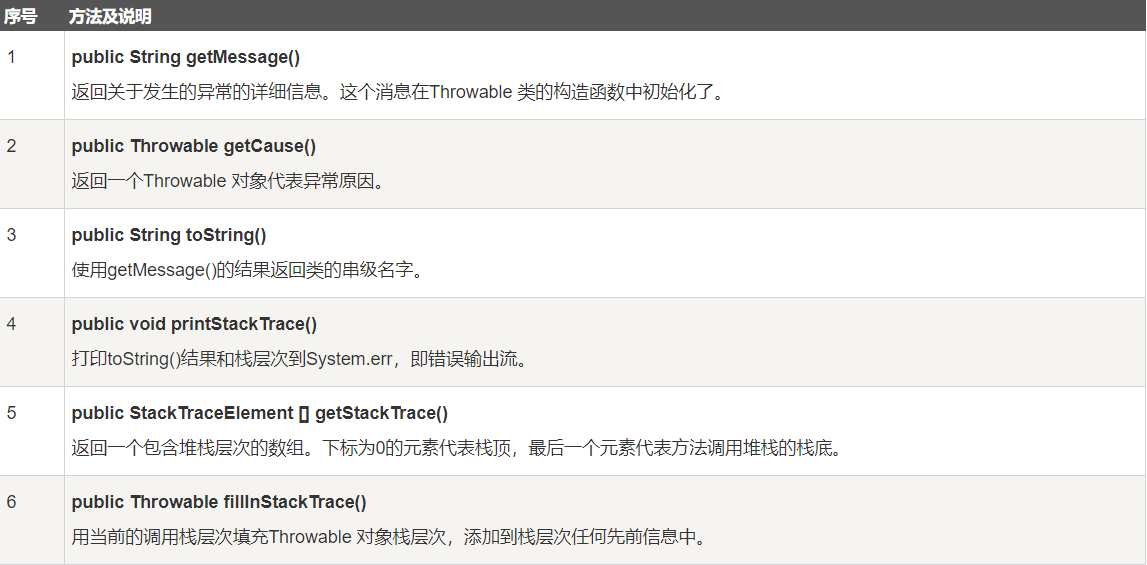 序号 方法及说明
1 public String getMessage()
返回关于发生的异常的详细信息。这个消息在Throwable 类的构造函数中初始化了。
2 public Throwable getCause()
返回一个Throwable 对象代表异常原因。
3 public String toString()
使用getMessage()的结果返回类的串级名字。
4 public void printStackTrace()
打印toString()结果和栈层次到System.err，即错误输出流。
5 public StackTraceElement [] getStackTrace()
返回一个包含堆栈层次的数组。下标为0的元素代表栈顶，最后一个元素代表方法调用堆栈的栈底。
6 public Throwable fillInStackTrace()
用当前的调用栈层次填充Throwable 对象栈层次，添加到栈层次任何先前信息中。